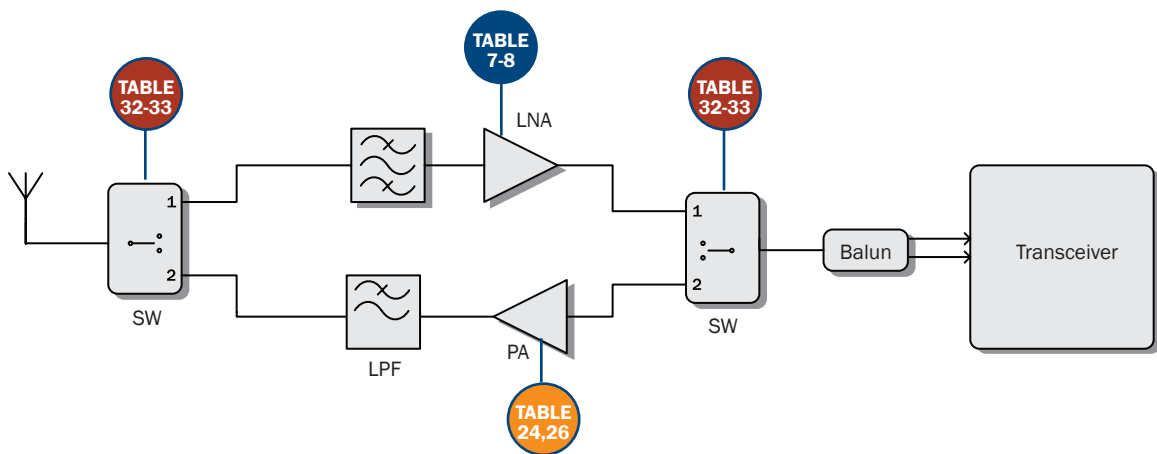 TABLE
7-8
TABLE
32-33
TABLE
32-33
LNA
1
2
SW
1
2
SW
Balun
Transceiver
PA
LPF
TABLE
24,26